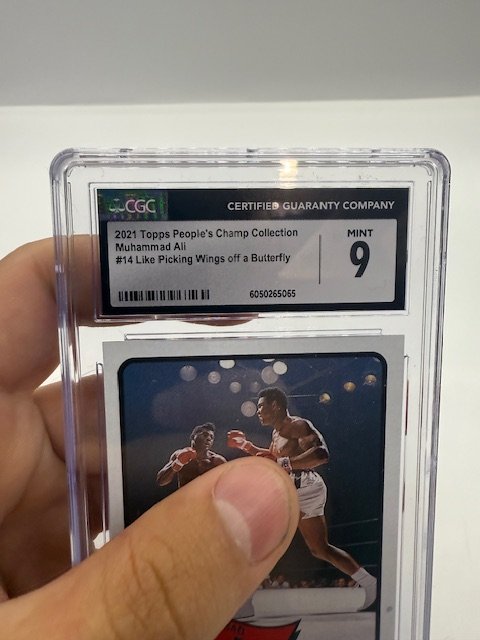 CGC
CERTIFIED GUARANTY COMPANY
2021 Topps People's Champ Collection
Muhammad Ali
#14 Like Picking Wings off a Butterfly
MINT
9
6050265065